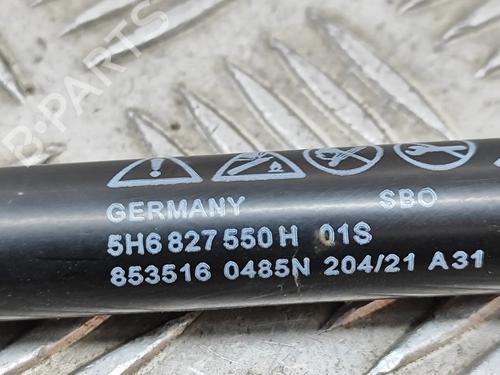 B-PARTS
GERMANY SBO
5H6 827 550 H 01S
853516 0485N 204/21 A31